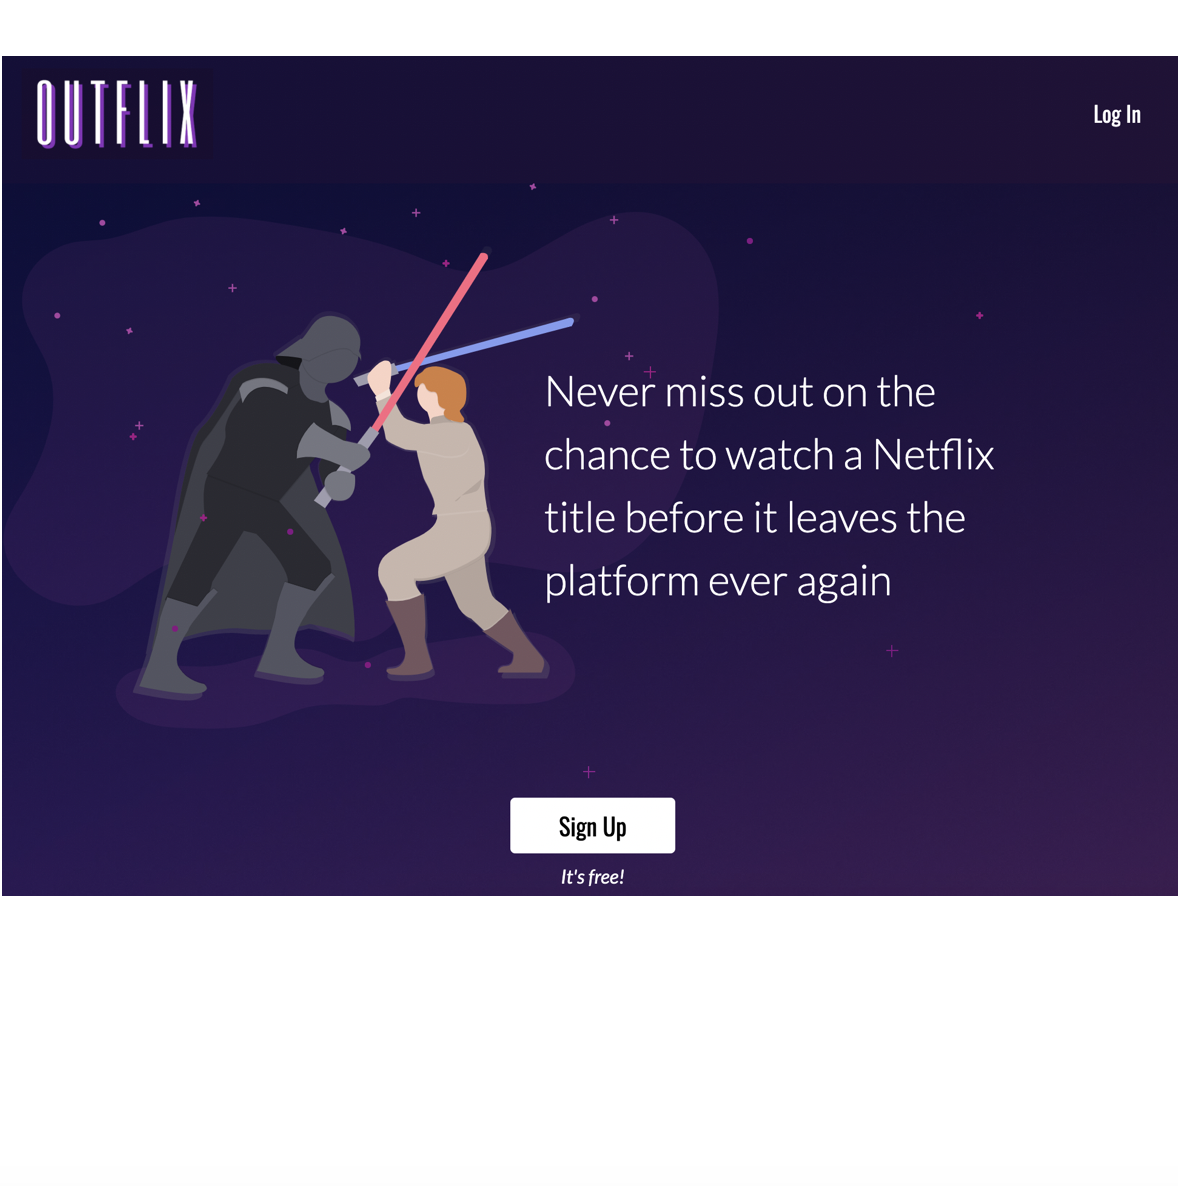 OUTFLIX
Log In
Never miss out on the
chance to watch a Netflix
title before it leaves the
platform ever again
Sign Up
It's free!